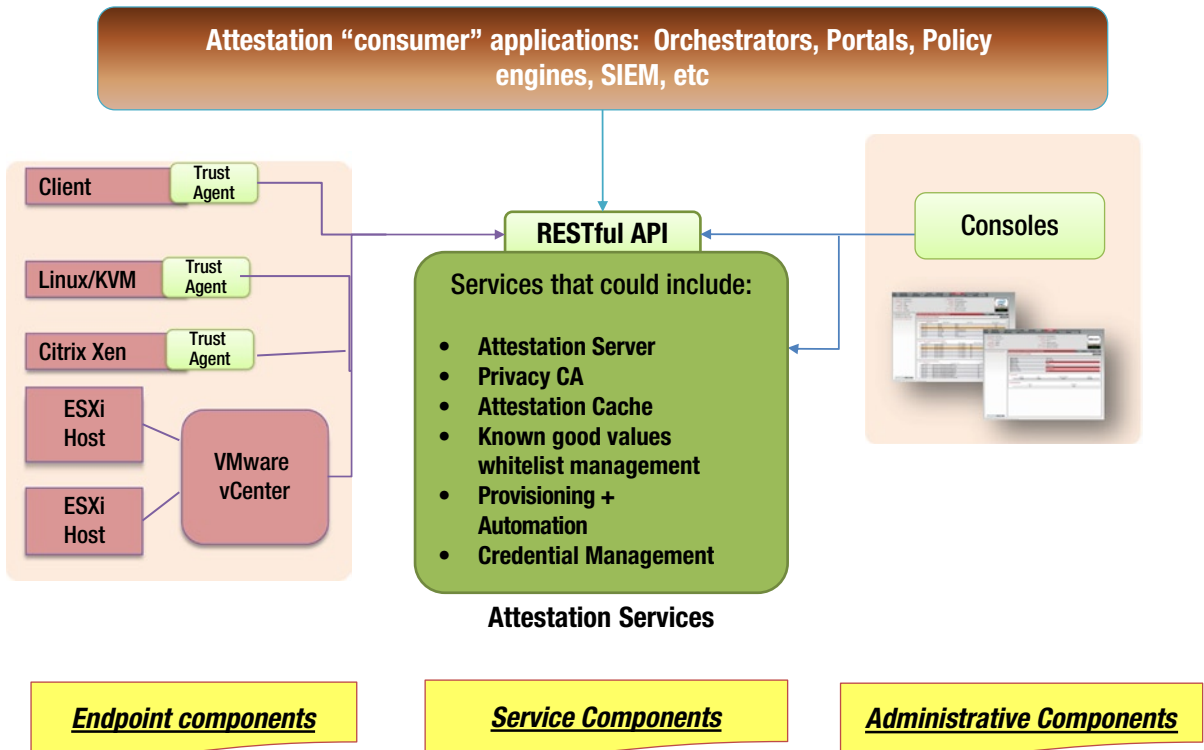 Attestation “consumer” applications: Orchestrators, Portals, Policy
engines, SIEM, etc
Client
Trust
Agent
Linux/KVM
Trust
Agent
Citrix Xen
Trust
Agent
ESXi
Host
ESXi
Host
VMware
vCenter
RESTful API
Services that could include:
• Attestation Server
• Privacy CA
• Attestation Cache
• Known good values
whitelist management
• Provisioning +
Automation
• Credential Management
Attestation Services
Consoles
Endpoint components
Service Components
Administrative Components